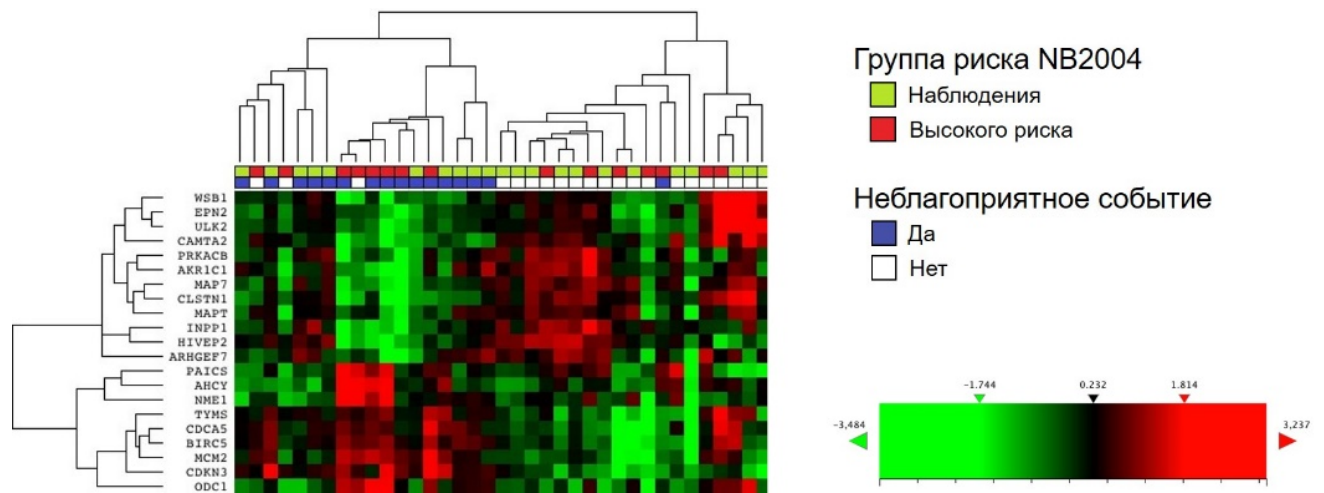 WSB1
EPN2
ULK2
CAMTA2
PRKACB
AKR1C1
MAP7
CLSTN1
MAPT
INPP1
HIVEP2
ARHGEF7
PAICS
AHCY
NME1
TYMS
CDCA5
BIRC5
MCM2
CDKN3
ODC1
Группа риска NB2004
Наблюдения
Высокого риска
Неблагоприятное событие
Да
Нет
-1.744 0.232 1.814
-3,484 3,237